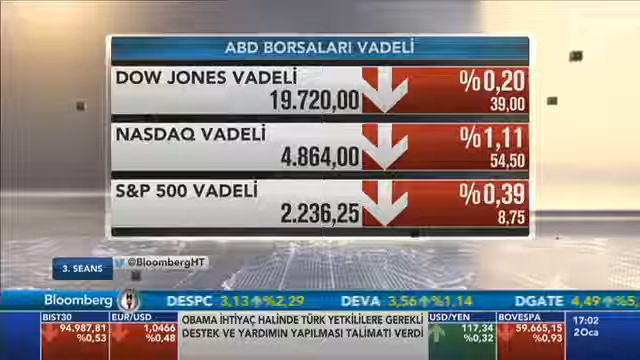 ABD BORSALARI VADELİ
DOW JONES VADELİ
19.720,00
%0,20
39,00
NASDAQ VADELİ
4.864,00
%1,11
54,50
S&P 500 VADELİ
2.236,25
%0,39
8,75
3. SEANS
@BloombergHT
Bloomberg
DESPC 3,13 %2,29
DEVA 3,56 %1,14
DGATE 4,49 %5,
BIST30
94.987,81
%0,53
EUR/USD
1,0466
%0,48
OBAMA İHTİYAÇ HALİNDE TÜRK YETKİLİLERE GEREKLİ
DESTEK VE YARDIMIN YAPILMASI TALİMATI VERDİ
USD/YEN
117,34
%0,32
BOVESPA
59.665,15
%0,93
17:02
2 Oca